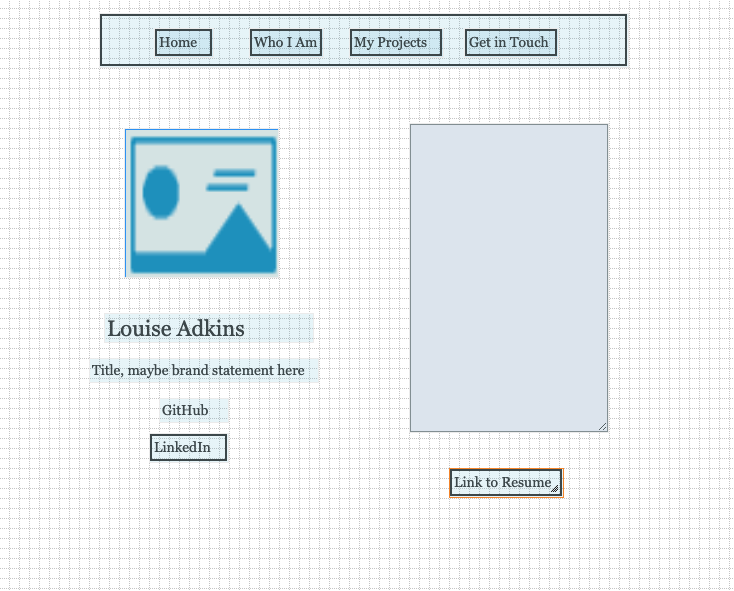 Home
Who I Am
My Projects
Get in Touch
Louise Adkins
Title, maybe brand statement here
GitHub
LinkedIn
Link to Resume